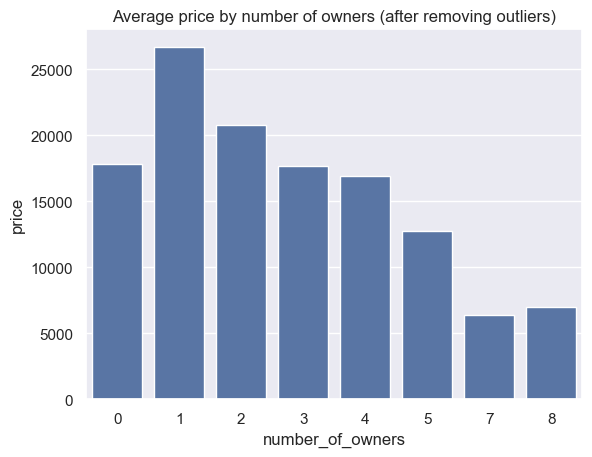 Average price by number of owners (after removing outliers)
price
25000
20000
15000
10000
5000
0
0 1 2 3 4 5 7 8
number_of_owners